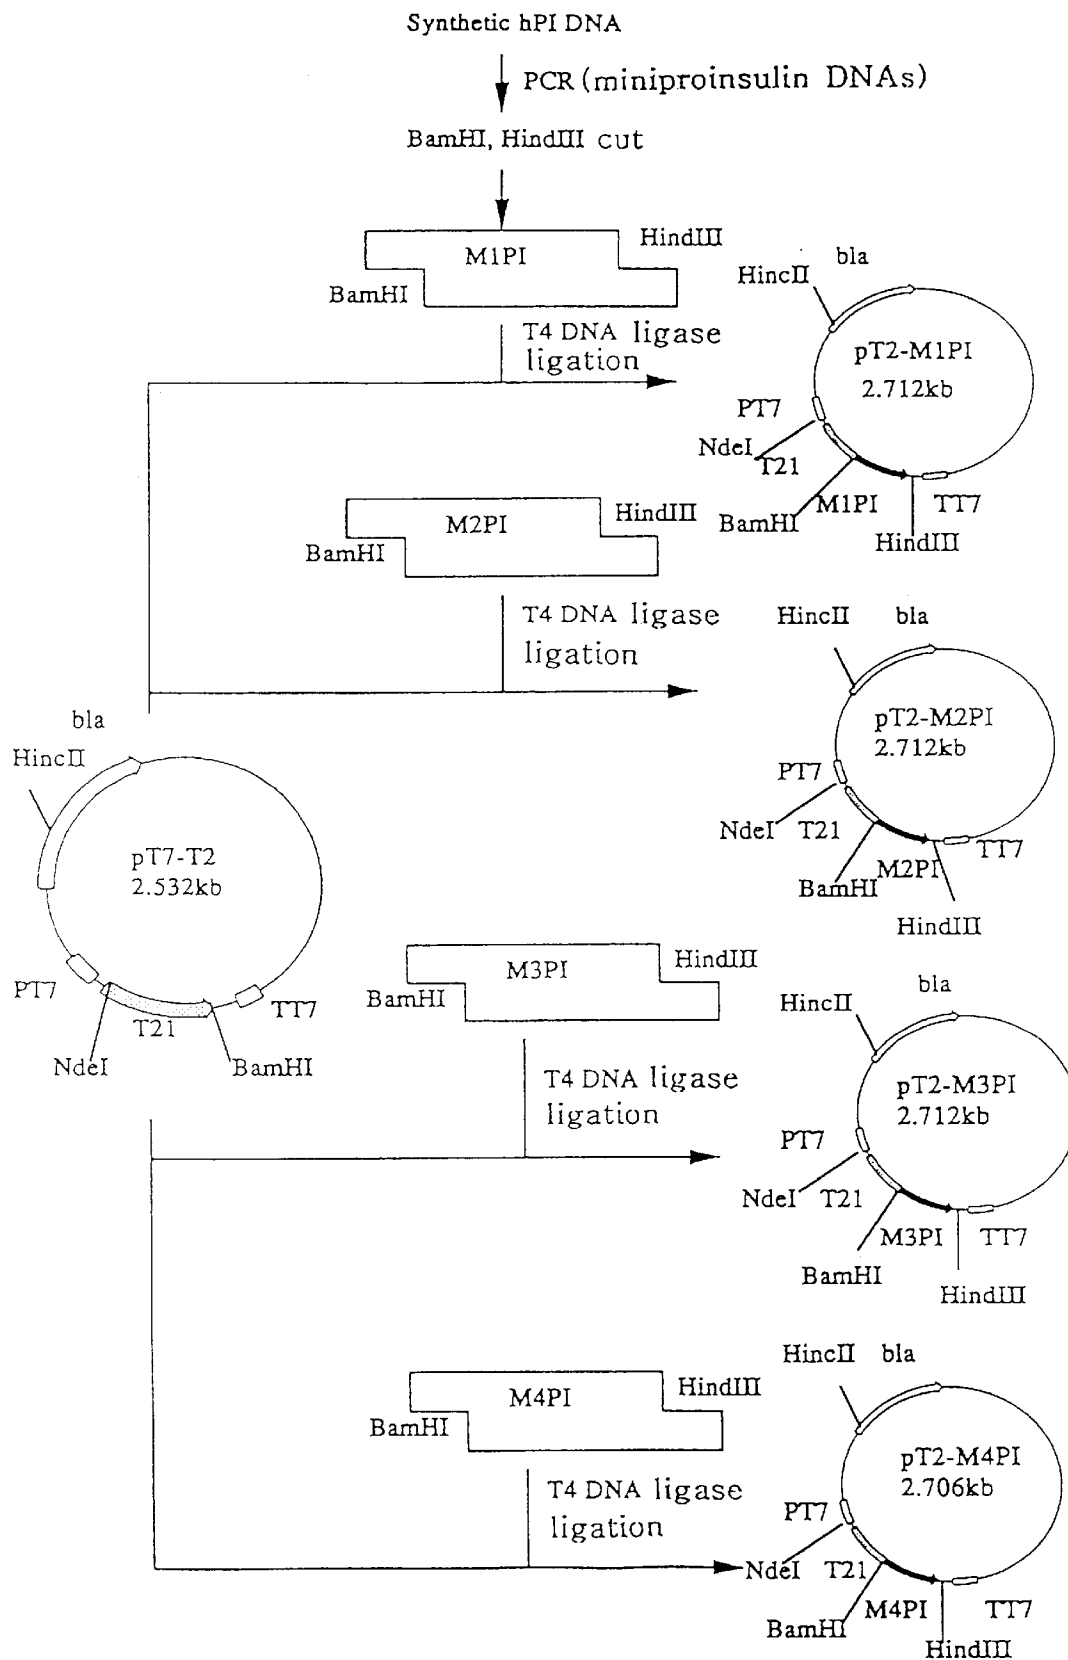 Synthetic hPI DNA
PCR (miniproinsulin DNAs)
BamHI, HindIII cut
M1PI
HindIII
BamHI
T4 DNA ligase
ligation
HincII
bla
pT2-M1PI
2.712kb
PT7
NdeI
T21
BamHI
M1PI
TT7
HindIII
M2PI
HindIII
BamHI
T4 DNA ligase
ligation
HincII
bla
pT2-M2PI
2.712kb
PT7
NdeI
T21
BamHI
M2PI
TT7
HindIII
bla
HincII
pT7-T2
2.532kb
PT7
T21
TT7
NdeI
BamHI
M3PI
HindIII
BamHI
T4 DNA ligase
ligation
bla
HincII
pT2-M3PI
2.712kb
PT7
NdeI
T21
M3PI
TT7
BamHI
HindIII
M4PI
HindIII
BamHI
T4 DNA ligase
ligation
HincII
bla
pT2-M4PI
2.706kb
PT7
NdeI
T21
BamHI
M4PI
TT7
HindIII